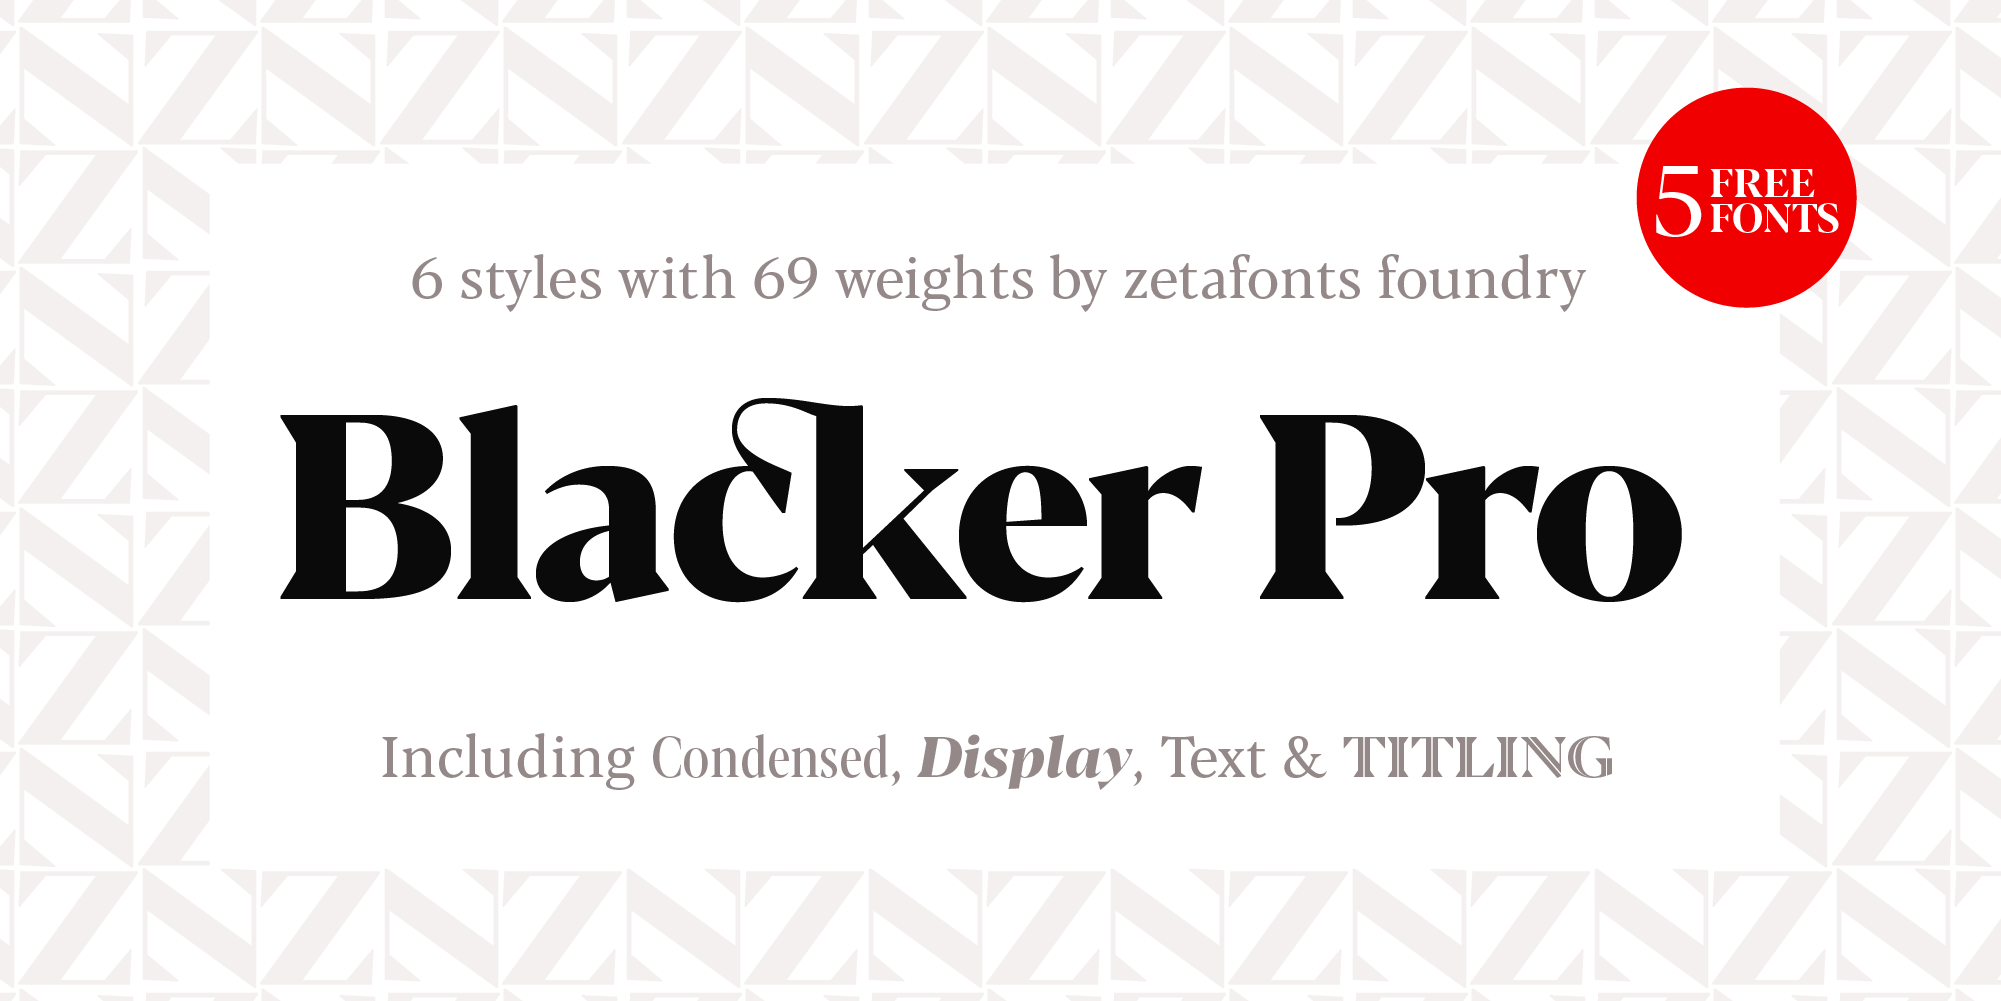 5 FREE
FONTS
6 styles with 69 weights by zetafonts foundry
Blacker Pro
Including Condensed, Display, Text & TITLING